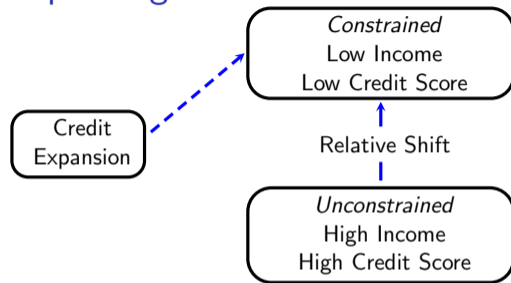 Constrained
Low Income
Low Credit Score
Credit
Expansion
Relative Shift
Unconstrained
High Income
High Credit Score